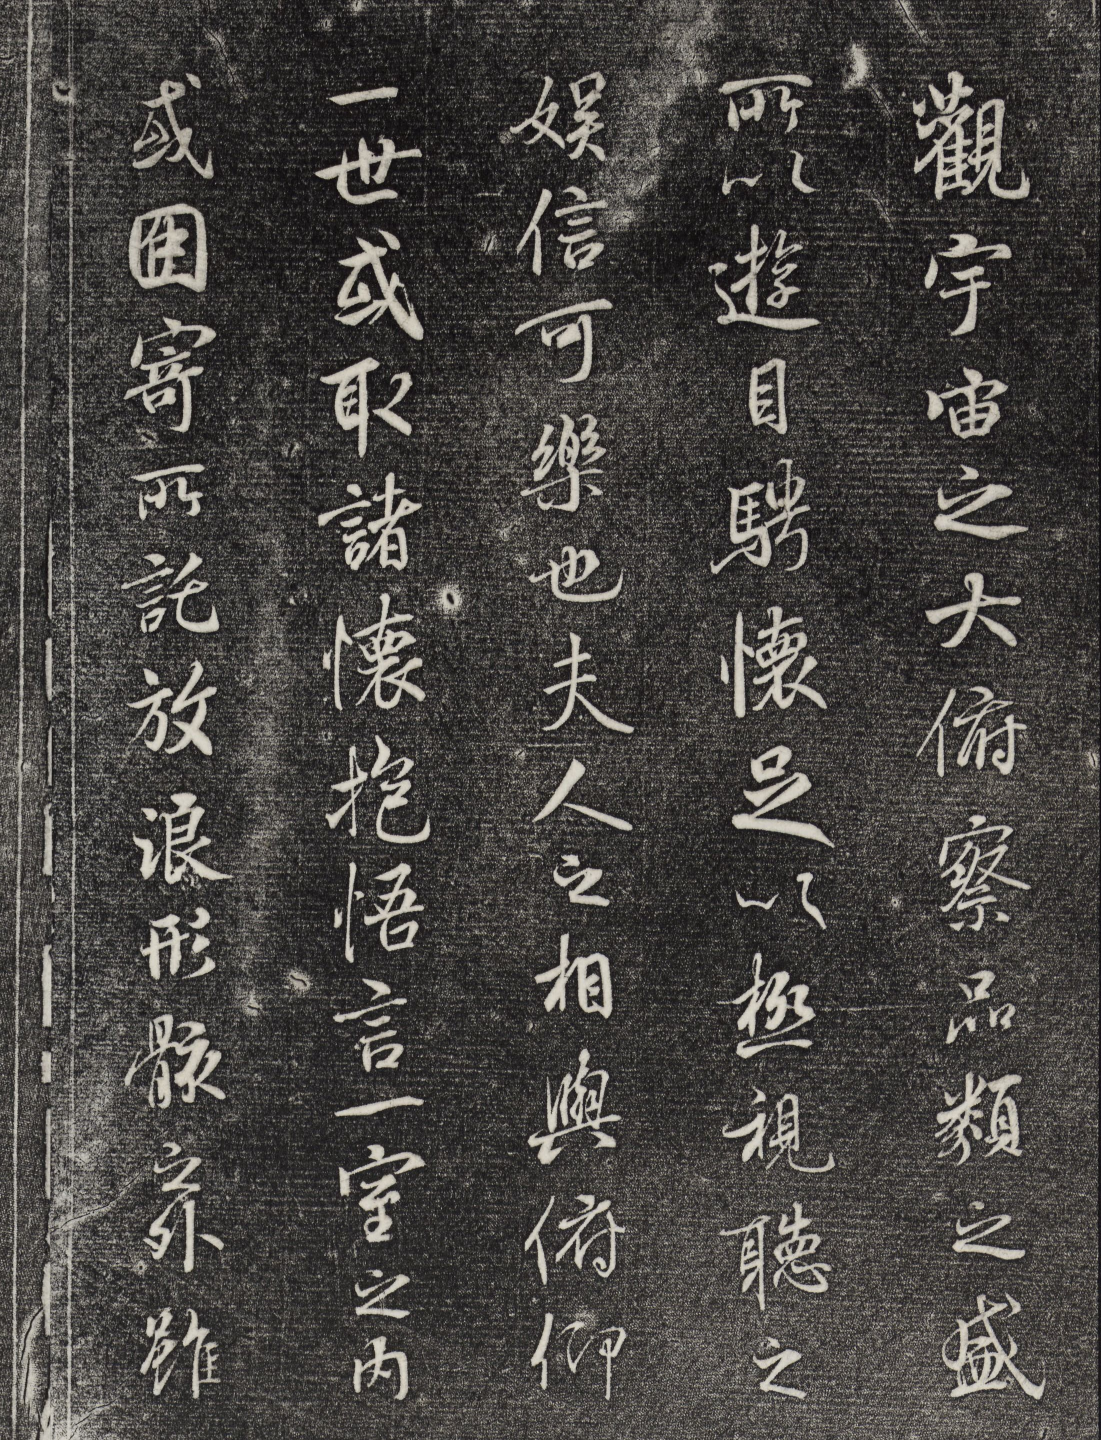 觀宇宙之大俯察品類之盛
所以遊目騁懷足以極視聽之
娛信可樂也夫人之相與俯仰
一世或取諸懷抱悟言一室之內
或因寄所託放浪形骸之外雖